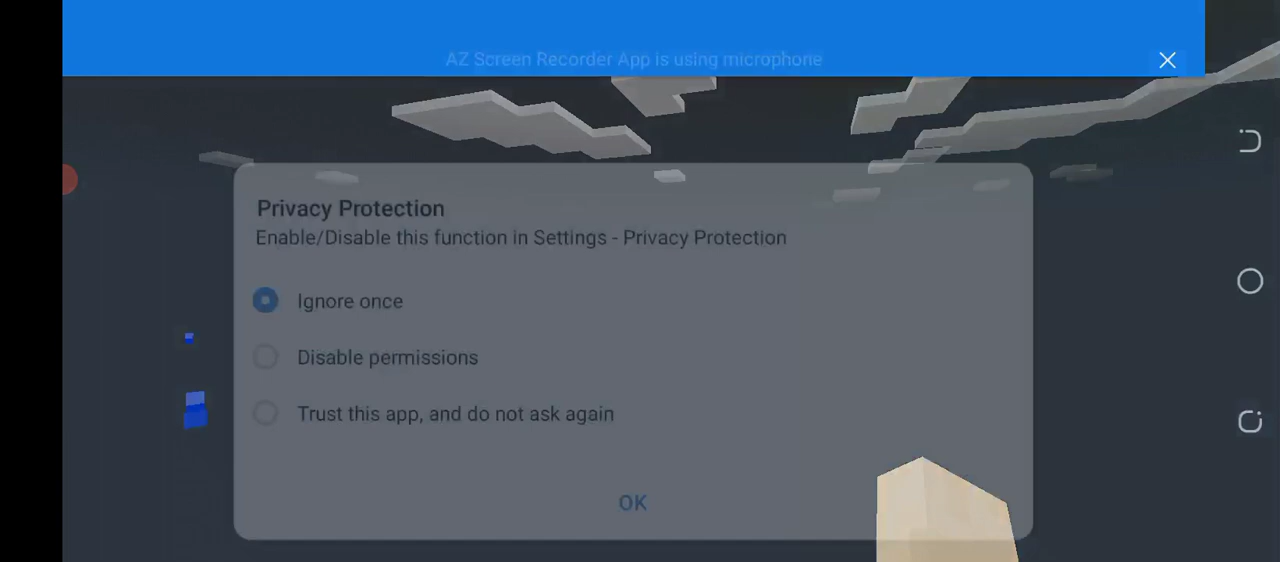 AZ Screen Recorder App is using microphone
Privacy Protection
Enable/Disable this function in Settings - Privacy Protection
Ignore once
Disable permissions
Trust this app, and do not ask again
OK